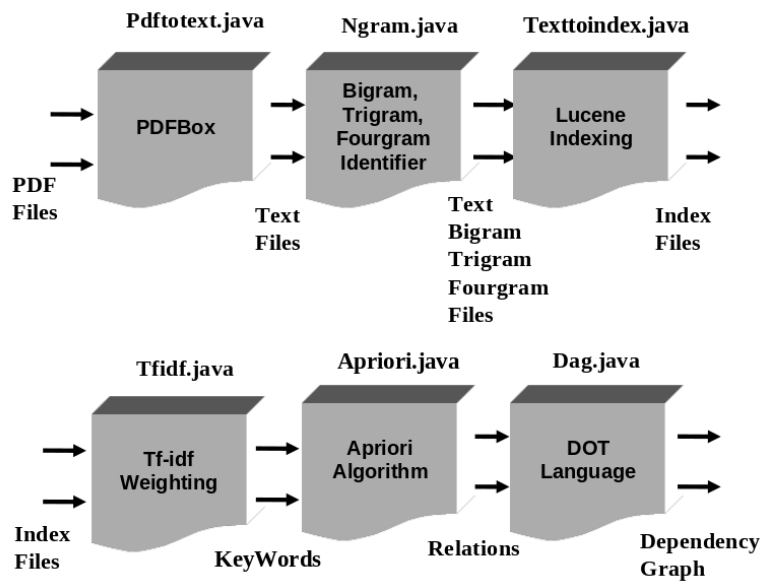 Pdftotext.java
Ngram.java
Texttoindex.java
PDFBox
Bigram,
Trigram,
Fourgram
Identifier
Lucene
Indexing
PDF
Files
Text
Files
Text
Bigram
Trigram
Fourgram
Files
Index
Files
Tfidf.java
Apriori.java
Dag.java
Tf-idf
Weighting
Apriori
Algorithm
DOT
Language
Index
Files
KeyWords
Relations
Dependency
Graph